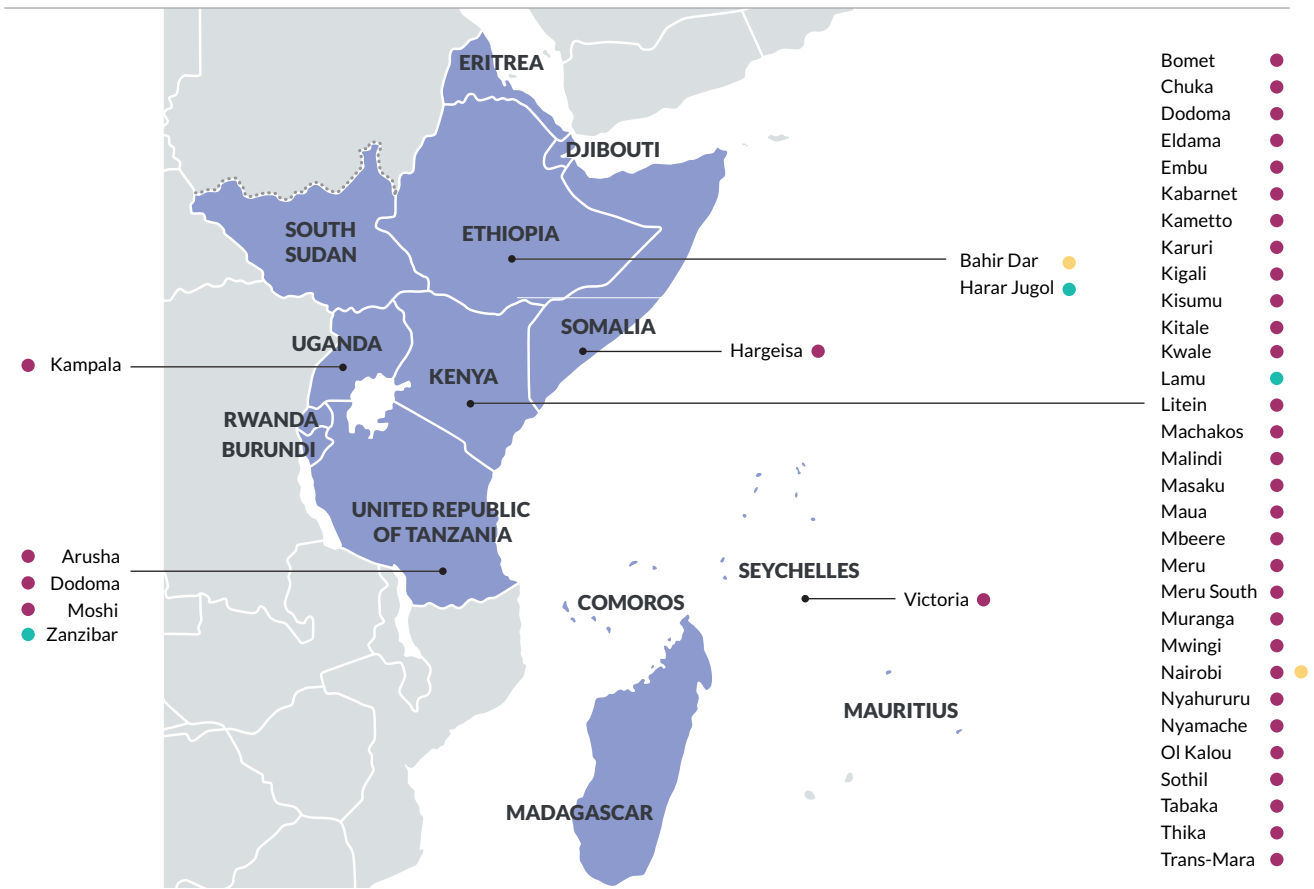 ERITREA
DJIBOUTI
SOUTH
SUDAN
ETHIOPIA
Bahir Dar
Harar Jugol
SOMALIA
UGANDA
Hargeisa
Kampala
KENYA
RWANDA
BURUNDI
UNITED REPUBLIC
OF TANZANIA
Arusha
Dodoma
Moshi
Zanzibar
SEYCHELLES
Victoria
COMOROS
MAURITIUS
MADAGASCAR
Bomet
Chuka
Dodoma
Eldama
Embu
Kabarnet
Kametto
Karuri
Kigali
Kisumu
Kitale
Kwale
Lamu
Litein
Machakos
Malindi
Masaku
Maua
Mbeere
Meru
Meru South
Muranga
Mwingi
Nairobi
Nyahururu
Nyamache
Ol Kalou
Sothil
Tabaka
Thika
Trans-Mara